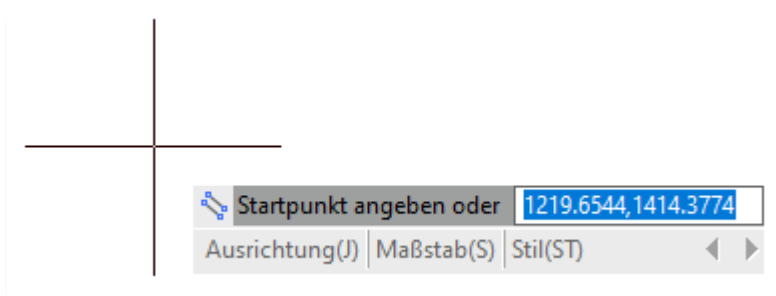 Startpunkt angeben oder 1219.6544,1414.3774
Ausrichtung(J) Maßstab(S) Stil(ST)